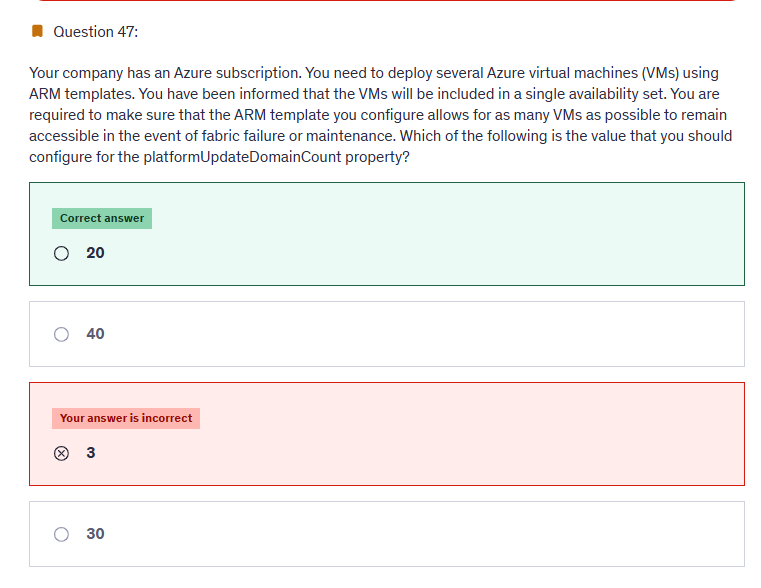 Question 47:
Your company has an Azure subscription. You need to deploy several Azure virtual machines (VMs) using
ARM templates. You have been informed that the VMs will be included in a single availability set. You are
required to make sure that the ARM template you configure allows for as many VMs as possible to remain
accessible in the event of fabric failure or maintenance. Which of the following is the value that you should
configure for the platformUpdateDomainCount property?
Correct answer
20
40
Your answer is incorrect
3
30